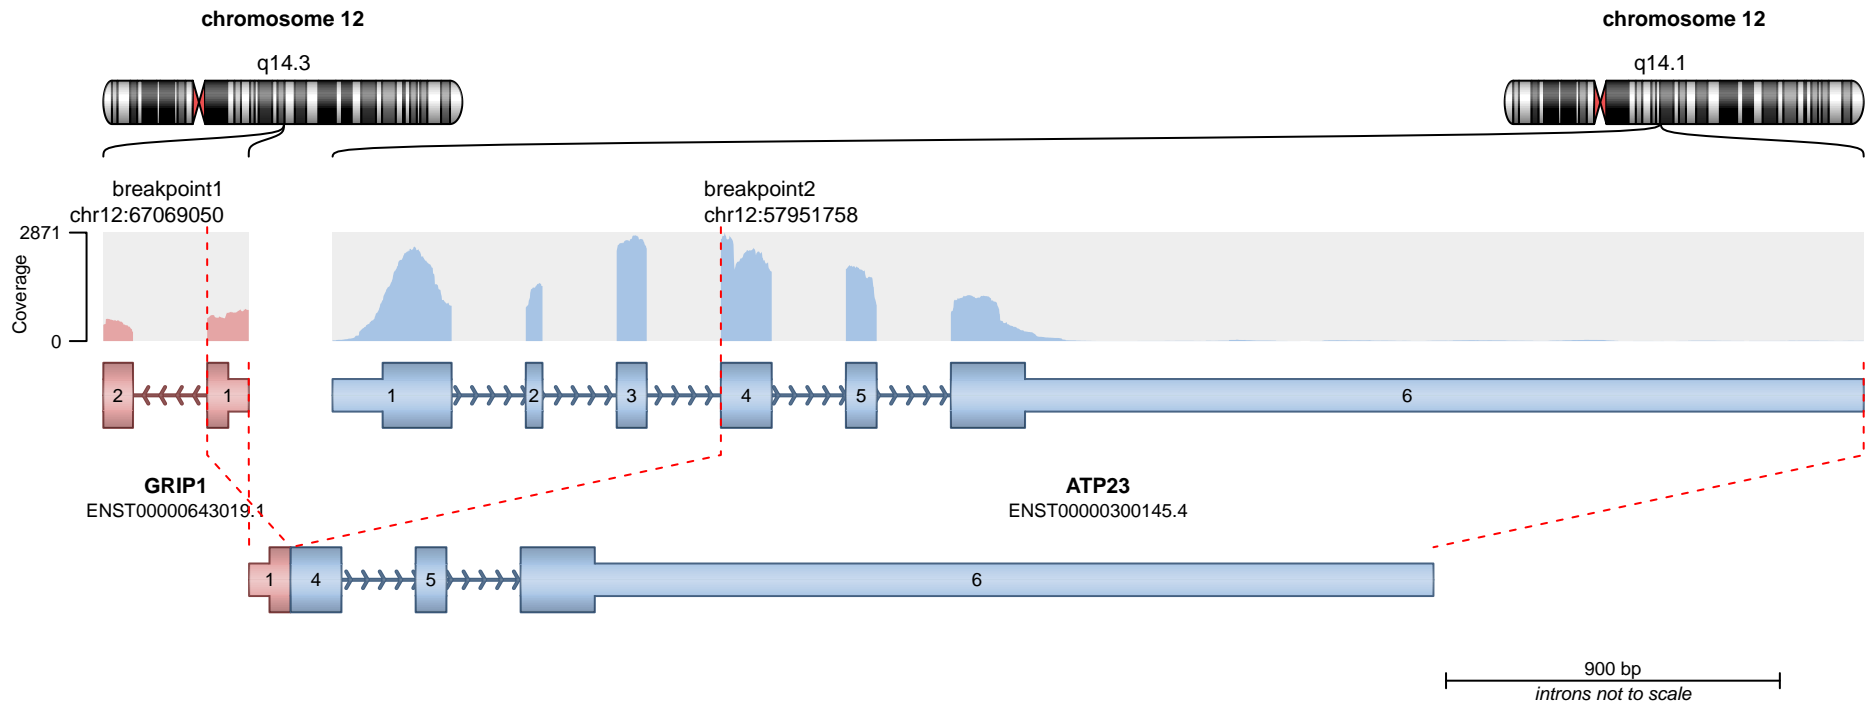 chromosome 12
chromosome 12
q14.3
q14.1
breakpoint1
chr12:67069050
breakpoint2
chr12:57951758
2871
Coverage
0
2
1
1
2
3
4
5
6
GRIP1
ENST00000643019.1
ATP23
ENST00000300145.4
1
4
5
6
900 bp
introns not to scale